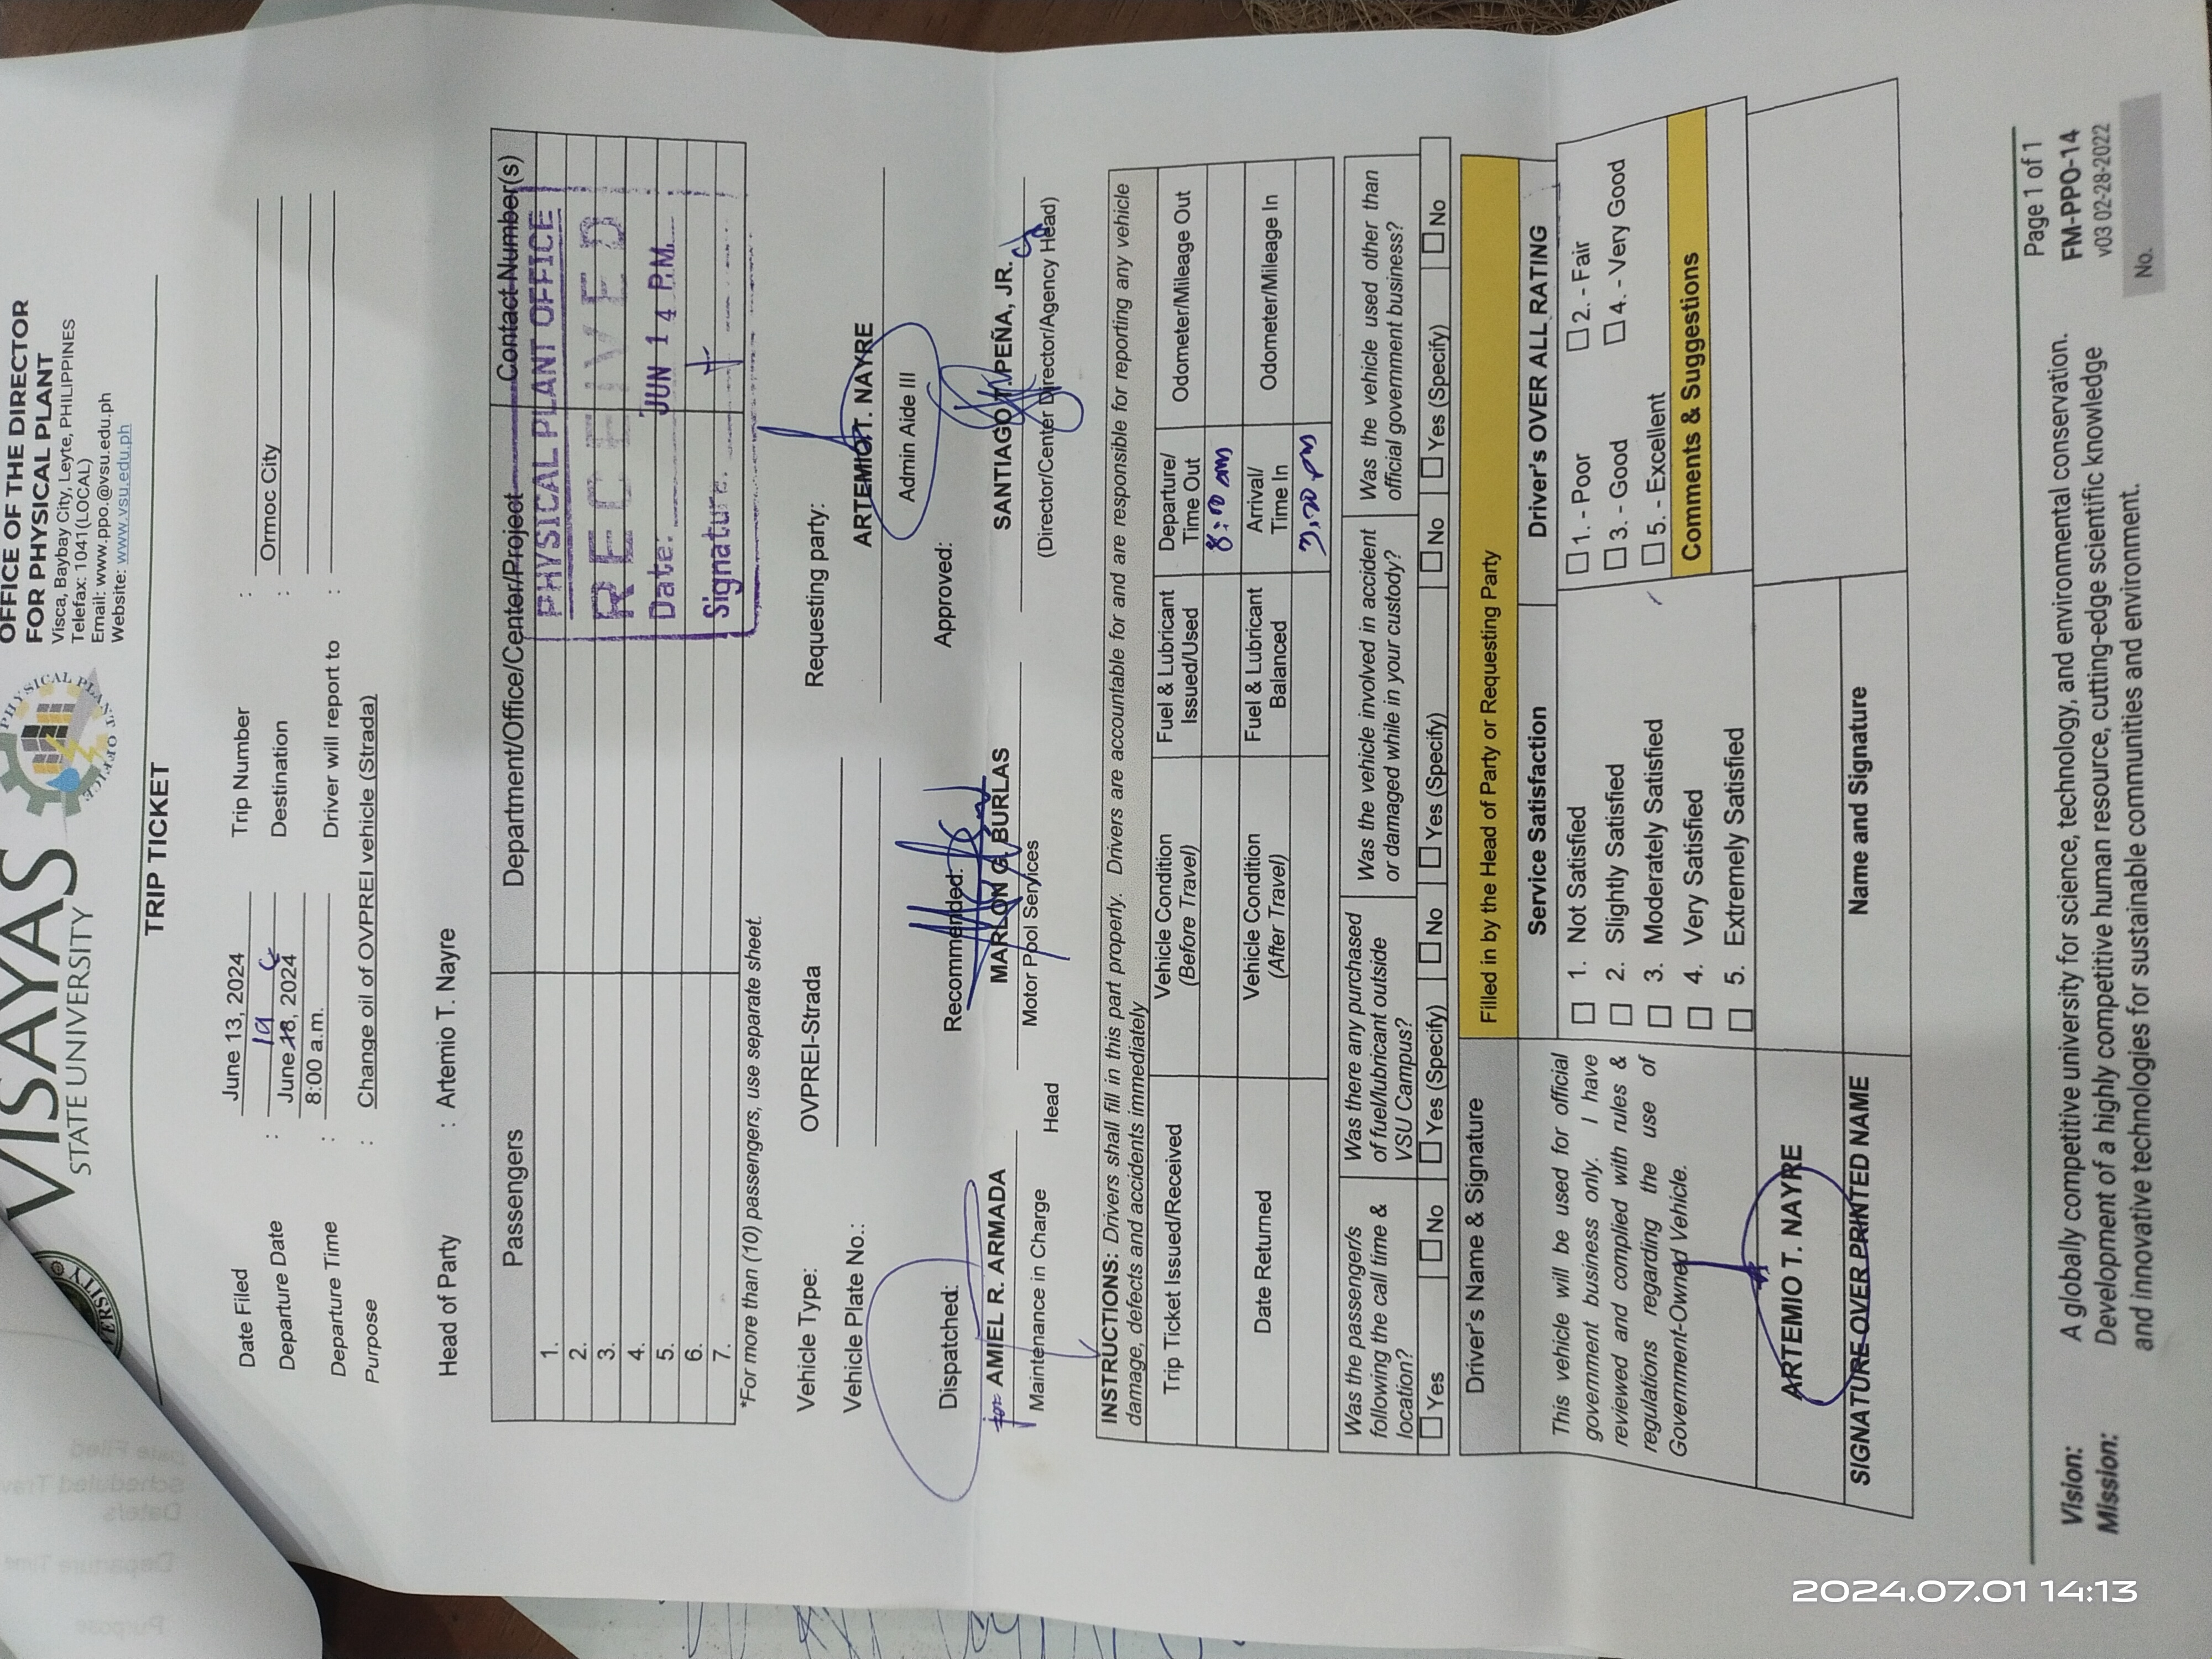 VISAYAS
STATE UNIVERSITY
PHYSICAL PLANT OFFICE
OFFICE OF THE DIRECTOR
FOR PHYSICAL PLANT
Visca, Baybay City, Leyte, PHILIPPINES
Telefax: 1041(LOCAL)
Email: www.ppo.@vsu.edu.ph
Website: www.vsu.edu.ph
TRIP TICKET
Date Filed : June 13, 2024 Trip Number :
19
Departure Date : June 18, 2024 Destination : Ormoc City
Departure Time : 8:00 a.m. Driver will report to :
Purpose : Change oil of OVPREI vehicle (Strada)
Head of Party : Artemio T. Nayre
Passengers Department/Office/Center/Project Contact Number(s)
1.
2.
3.
4.
5.
6.
7.
PHYSICAL PLANT OFFICE
RECEIVED
Date: JUN 14 P.M.
Signature:
*For more than (10) passengers, use separate sheet.
Vehicle Type: OVPREI-Strada
Vehicle Plate No.:
Requesting party:
ARTEMIO T. NAYRE
Admin Aide III
Dispatched: Recommended: Approved:
for AMIEL R. ARMADA MARLON G. BURLAS SANTIAGO T. PEÑA, JR.
Maintenance in Charge Head Motor Pool Services (Director/Center Director/Agency Head)
INSTRUCTIONS: Drivers shall fill in this part properly. Drivers are accountable for and are responsible for reporting any vehicle
damage, defects and accidents immediately
Trip Ticket Issued/Received Vehicle Condition (Before Travel) Fuel & Lubricant Issued/Used Departure/ Time Out Odometer/Mileage Out
8:00 am
Date Returned Vehicle Condition (After Travel) Fuel & Lubricant Balanced Arrival/ Time In Odometer/Mileage In
3:20 pm
Was the passenger/s following the call time & location? Was there any purchased of fuel/lubricant outside VSU Campus? Was the vehicle involved in accident or damaged while in your custody? Was the vehicle used other than official government business?
Yes No Yes (Specify) No Yes (Specify) No Yes (Specify) No
Driver's Name & Signature Filled in by the Head of Party or Requesting Party
Service Satisfaction Driver's OVER ALL RATING
This vehicle will be used for official
government business only. I have
reviewed and complied with rules &
regulations regarding the use of
Government-Owned Vehicle.
1. Not Satisfied
2. Slightly Satisfied
3. Moderately Satisfied
4. Very Satisfied
5. Extremely Satisfied
1. - Poor 2. - Fair
3. - Good 4. - Very Good
5. - Excellent
Comments & Suggestions
ARTEMIO T. NAYRE
SIGNATURE OVER PRINTED NAME Name and Signature
Vision: A globally competitive university for science, technology, and environmental conservation.
Mission: Development of a highly competitive human resource, cutting-edge scientific knowledge
and innovative technologies for sustainable communities and environment.
Page 1 of 1
FM-PPO-14
v03 02-28-2022
No.
2024.07.01 14:13